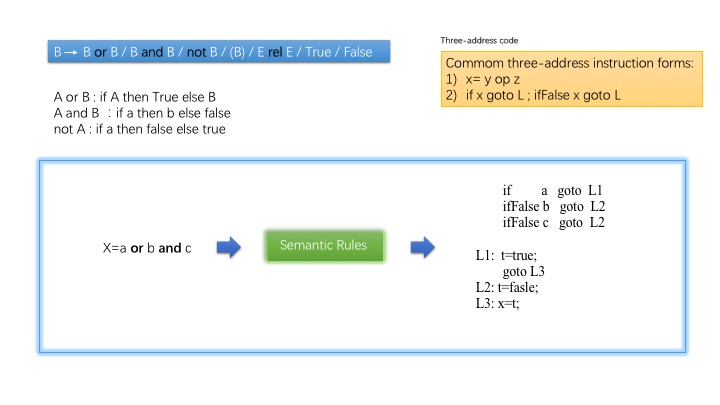 B→ B or B / B and B / not B / (B) / E rel E / True / False
Three-address code
Commom three-address instruction forms:
1) x= y op z
2) if x goto L ; ifFalse x goto L
A or B : if A then True else B
A and B : if a then b else false
not A : if a then false else true
X=a or b and c
Semantic Rules
if a goto L1
ifFalse b goto L2
ifFalse c goto L2
L1: t=true;
goto L3
L2: t=fasle;
L3: x=t;